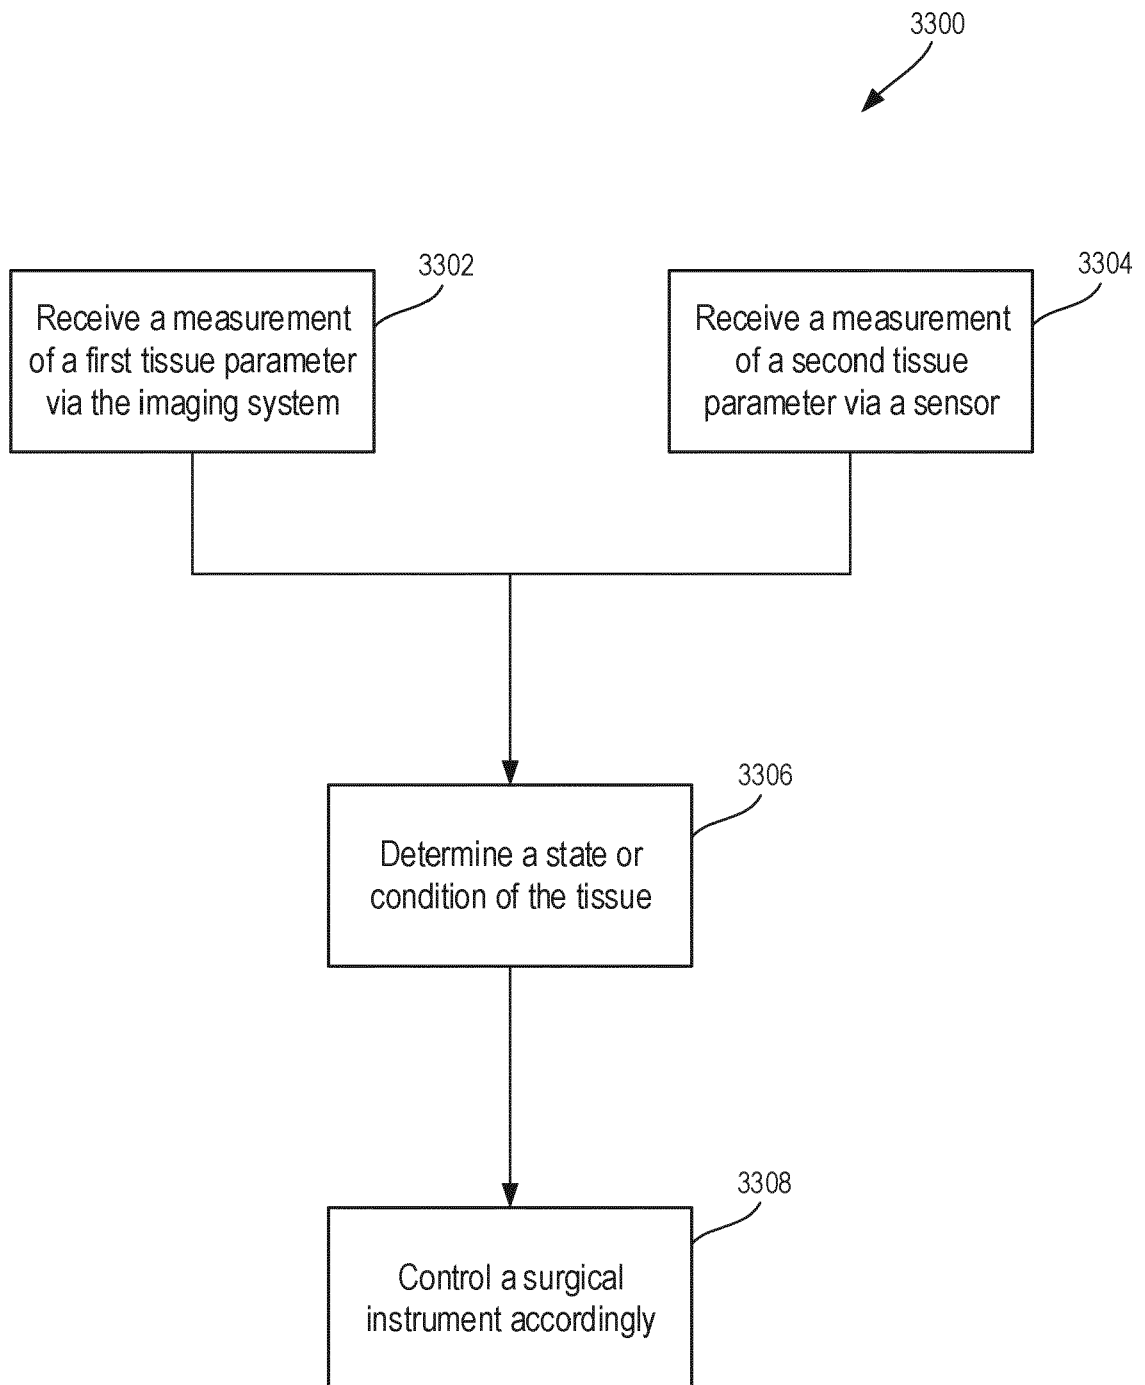 3300
3302
Receive a measurement
of a first tissue parameter
via the imaging system
3304
Receive a measurement
of a second tissue
parameter via a sensor
3306
Determine a state or
condition of the tissue
3308
Control a surgical
instrument accordingly